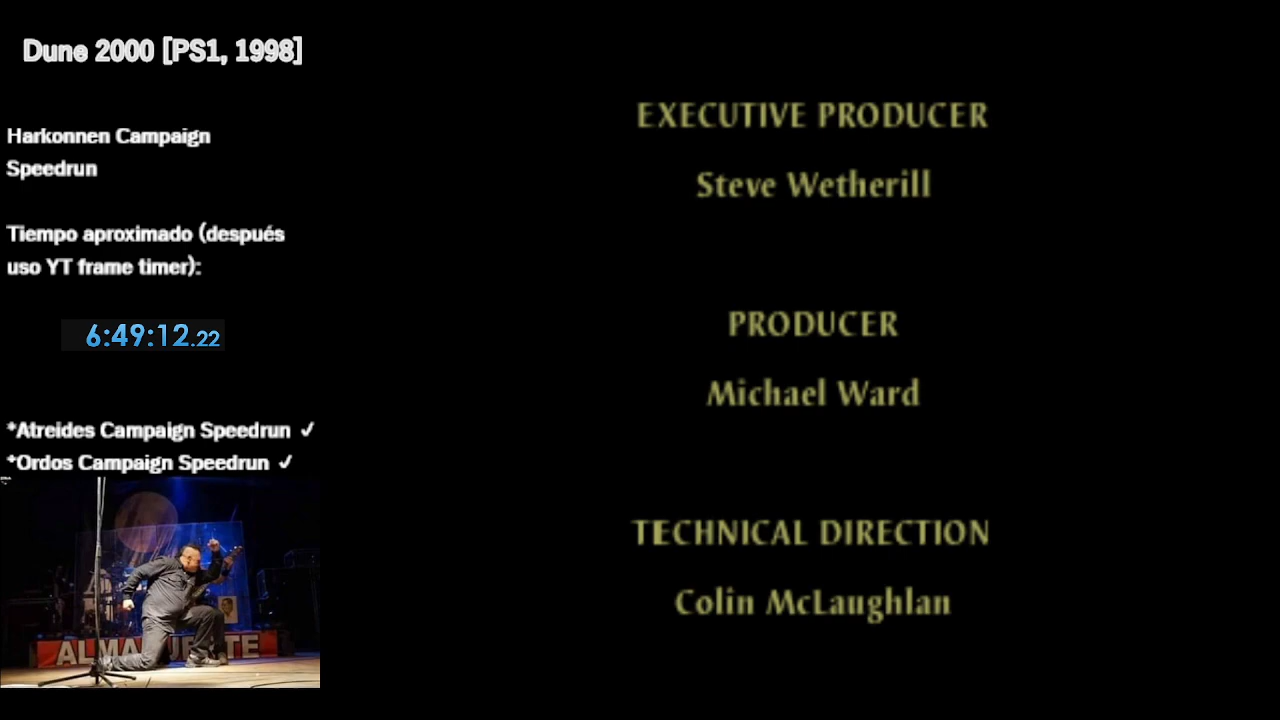 Dune 2000 [PS1, 1998]
Harkonnen Campaign
Speedrun
Tiempo aproximado (después
uso YT frame timer):
6:49:12.22
*Atreides Campaign Speedrun ✓
*Ordos Campaign Speedrun ✓
EXECUTIVE PRODUCER
Steve Wetherill
PRODUCER
Michael Ward
TECHNICAL DIRECTION
Colin McLaughlan